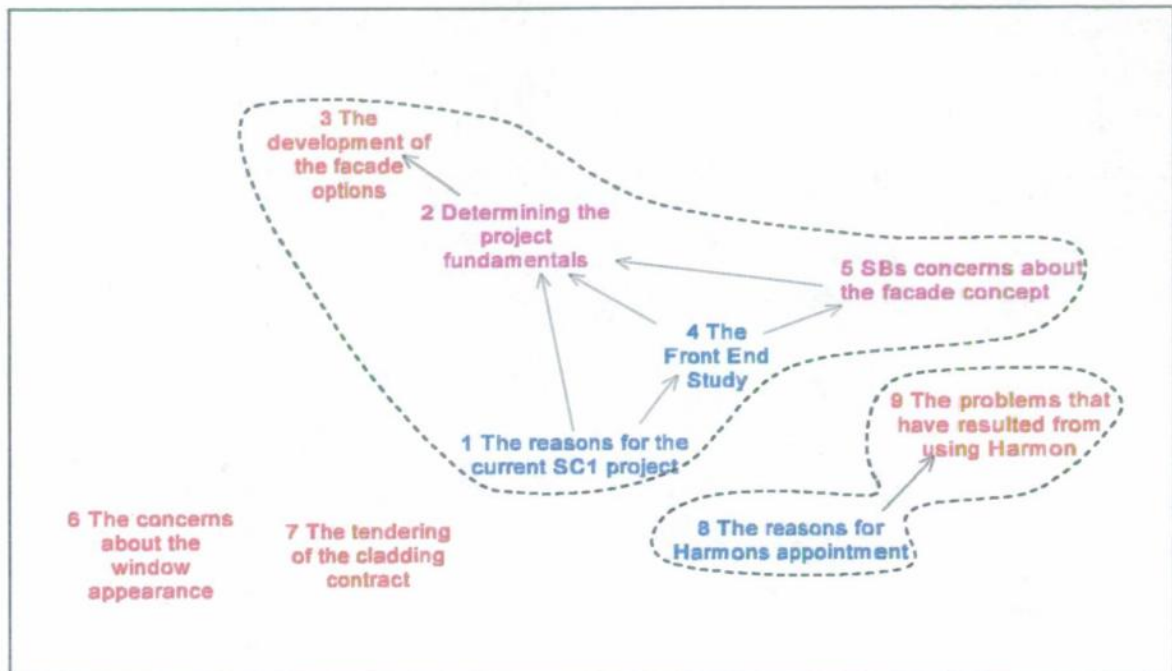 3 The
development of
the facade
options
2 Determining the
project
fundamentals
5 SBs concerns about
the facade concept
4 The
Front End
Study
9 The problems that
have resulted from
using Harmon
1 The reasons for the
current SC1 project
6 The concerns
about the
window
appearance
7 The tendering
of the cladding
contract
8 The reasons for
Harmons appointment